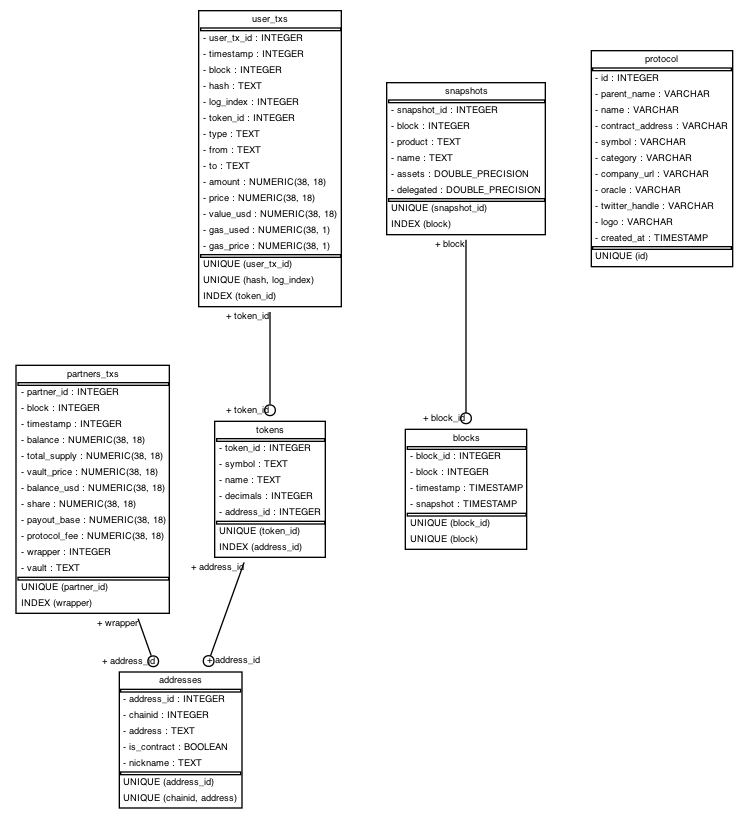 user_txs
- user_tx_id : INTEGER
- timestamp : INTEGER
- block : INTEGER
- hash : TEXT
- log_index : INTEGER
- token_id : INTEGER
- type : TEXT
- from : TEXT
- to : TEXT
- amount : NUMERIC(38, 18)
- price : NUMERIC(38, 18)
- value_usd : NUMERIC(38, 18)
- gas_used : NUMERIC(38, 1)
- gas_price : NUMERIC(38, 1)
UNIQUE (user_tx_id)
UNIQUE (hash, log_index)
INDEX (token_id)
+ token_id
snapshots
- snapshot_id : INTEGER
- block : INTEGER
- product : TEXT
- name : TEXT
- assets : DOUBLE_PRECISION
- delegated : DOUBLE_PRECISION
UNIQUE (snapshot_id)
INDEX (block)
+ block
protocol
- id : INTEGER
- parent_name : VARCHAR
- name : VARCHAR
- contract_address : VARCHAR
- symbol : VARCHAR
- category : VARCHAR
- company_url : VARCHAR
- oracle : VARCHAR
- twitter_handle : VARCHAR
- logo : VARCHAR
- created_at : TIMESTAMP
UNIQUE (id)
partners_txs
- partner_id : INTEGER
- block : INTEGER
- timestamp : INTEGER
- balance : NUMERIC(38, 18)
- total_supply : NUMERIC(38, 18)
- vault_price : NUMERIC(38, 18)
- balance_usd : NUMERIC(38, 18)
- share : NUMERIC(38, 18)
- payout_base : NUMERIC(38, 18)
- protocol_fee : NUMERIC(38, 18)
- wrapper : INTEGER
- vault : TEXT
UNIQUE (partner_id)
INDEX (wrapper)
+ wrapper
+ token_id
tokens
- token_id : INTEGER
- symbol : TEXT
- name : TEXT
- decimals : INTEGER
- address_id : INTEGER
UNIQUE (token_id)
INDEX (address_id)
+ address_id
+ block_id
blocks
- block_id : INTEGER
- block : INTEGER
- timestamp : TIMESTAMP
- snapshot : TIMESTAMP
UNIQUE (block_id)
UNIQUE (block)
+ address_id
+ address_id
addresses
- address_id : INTEGER
- chainid : INTEGER
- address : TEXT
- is_contract : BOOLEAN
- nickname : TEXT
UNIQUE (address_id)
UNIQUE (chainid, address)